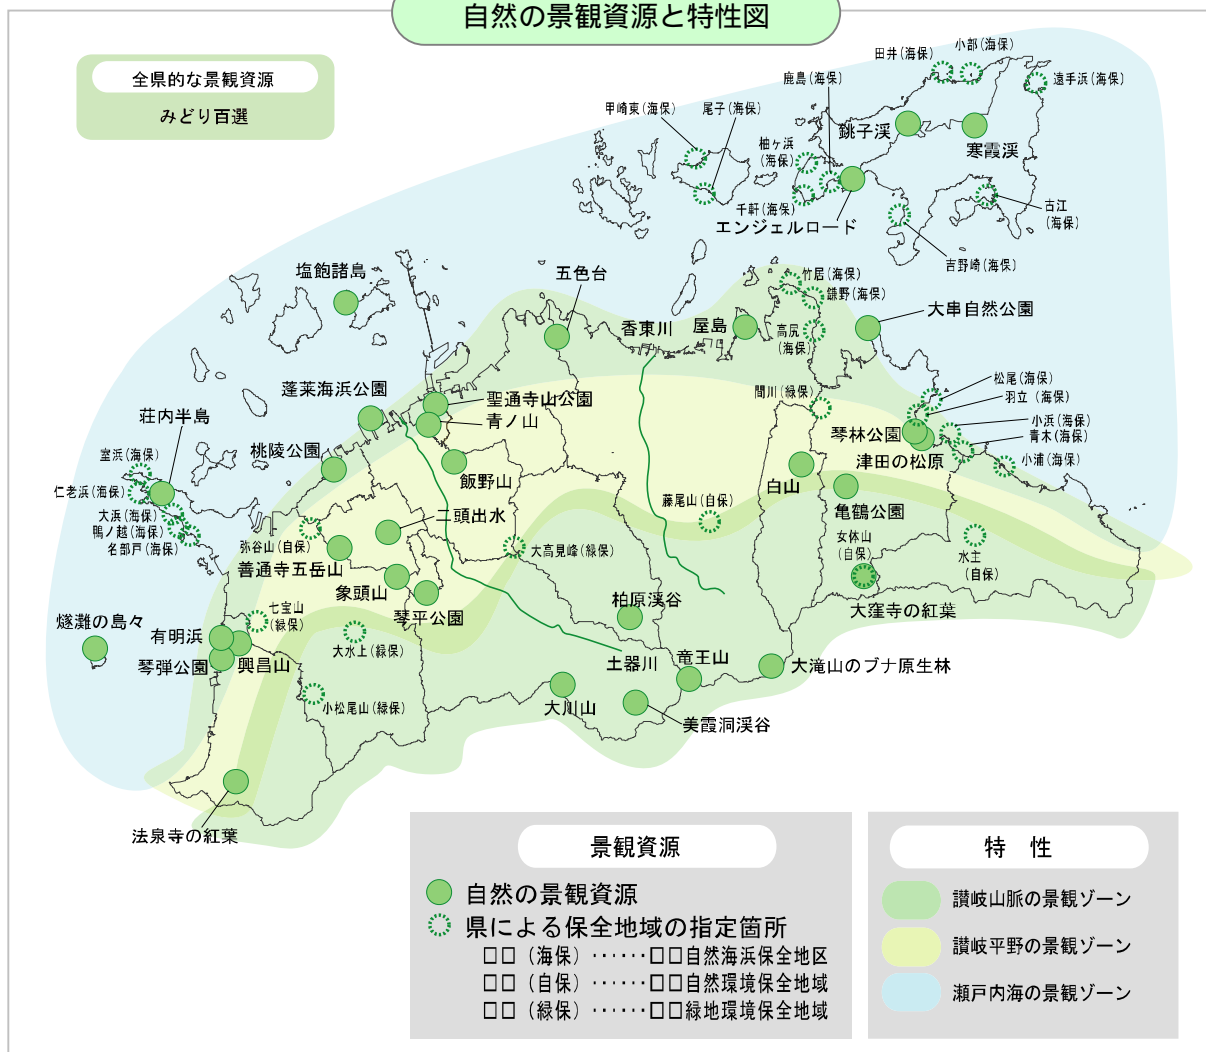 自然の景観資源と特性図
全県的な景観資源
みどり百選
田井（海保）
小部（海保）
鹿島（海保）
遠手浜（海保）
甲崎東（海保）
尾子（海保）
銚子渓
寒霞渓
柚ヶ浜
（海保）
千軒（海保）
エンジェルロード
古江
（海保）
吉野崎（海保）
塩飽諸島
五色台
竹居（海保）
鎌野（海保）
大串自然公園
香東川
屋島
高尻
（海保）
蓬莱海浜公園
聖通寺山公園
青ノ山
間川（緑保）
松尾（海保）
羽立（海保）
小浜（海保）
青木（海保）
小浦（海保）
荘内半島
桃陵公園
琴林公園
津田の松原
室浜（海保）
仁老浜（海保）
大浜（海保）
鴨ノ越（海保）
名部戸（海保）
飯野山
白山
亀鶴公園
藤尾山（自保）
二頭出水
弥谷山（自保）
善通寺五岳山
大高見峰（緑保）
女体山
（自保）
水主
（自保）
象頭山
琴平公園
柏原渓谷
大窪寺の紅葉
七宝山
（緑保）
燧灘の島々
有明浜
琴弾公園
興昌山
大水上（緑保）
土器川
竜王山
大滝山のブナ原生林
小松尾山（緑保）
大川山
美霞洞渓谷
法泉寺の紅葉
景観資源
自然の景観資源
県による保全地域の指定箇所
□□（海保）‥‥‥□□自然海浜保全地区
□□（自保）‥‥‥□□自然環境保全地域
□□（緑保）‥‥‥□□緑地環境保全地域
特 性
讃岐山脈の景観ゾーン
讃岐平野の景観ゾーン
瀬戸内海の景観ゾーン